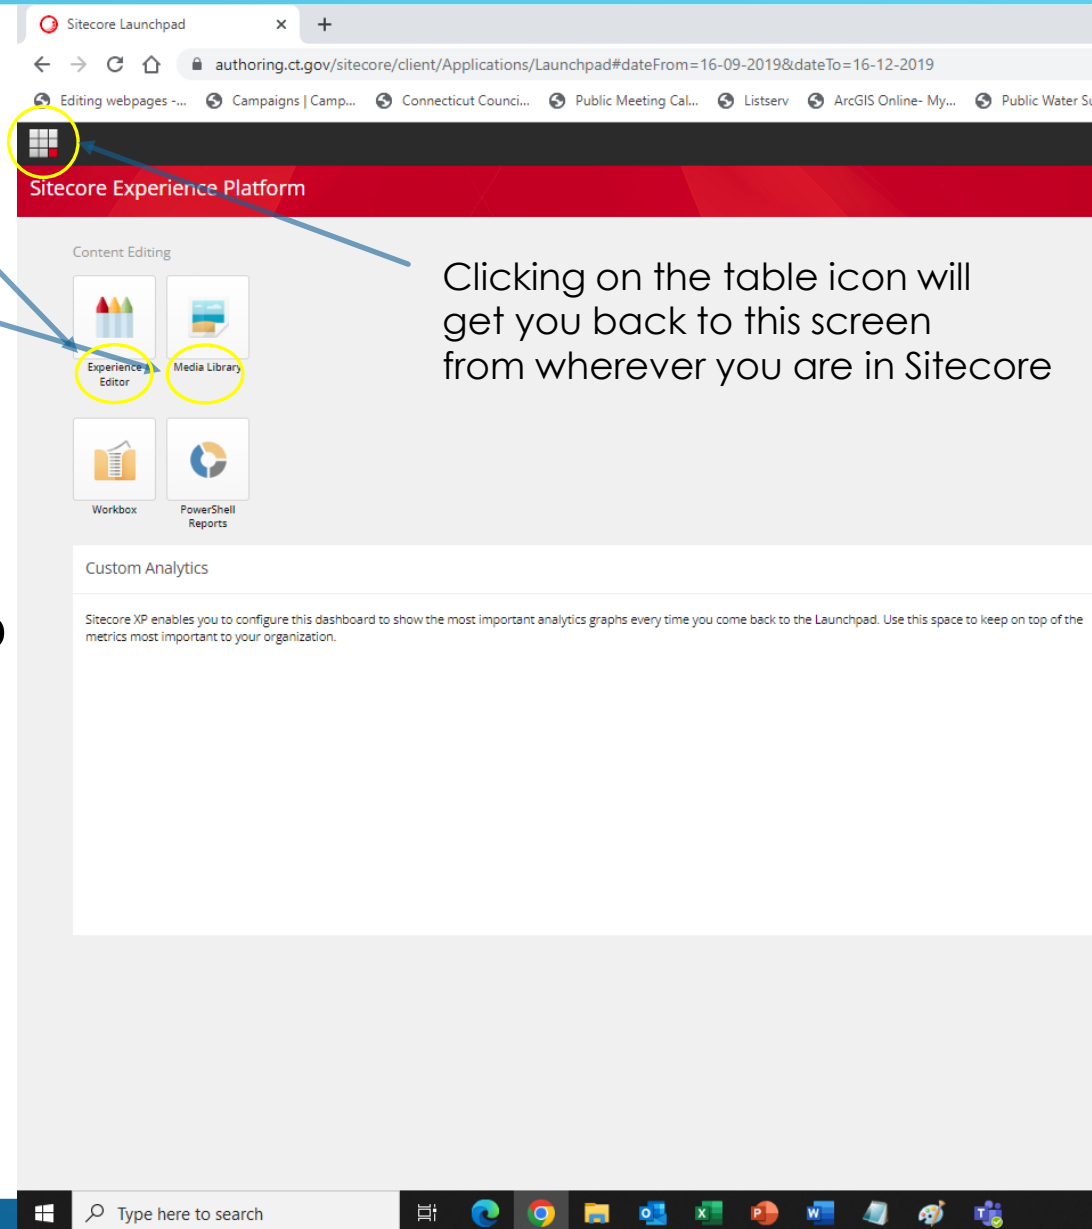 Sitecore Launchpad
authoring.ct.gov/sitecore/client/Applications/Launchpad#dateFrom=16-09-2019&dateTo=16-12-2019
Editing webpages -... Campaigns | Camp... Connecticut Counci... Public Meeting Cal... Listserv ArcGIS Online- My... Public Water Su
Sitecore Experience Platform
Content Editing
Clicking on the table icon will
get you back to this screen
from wherever you are in Sitecore
Experience Editor
Media Library
Workbox
PowerShell Reports
Custom Analytics
Sitecore XP enables you to configure this dashboard to show the most important analytics graphs every time you come back to the Launchpad. Use this space to keep on top of the
metrics most important to your organization.
Type here to search